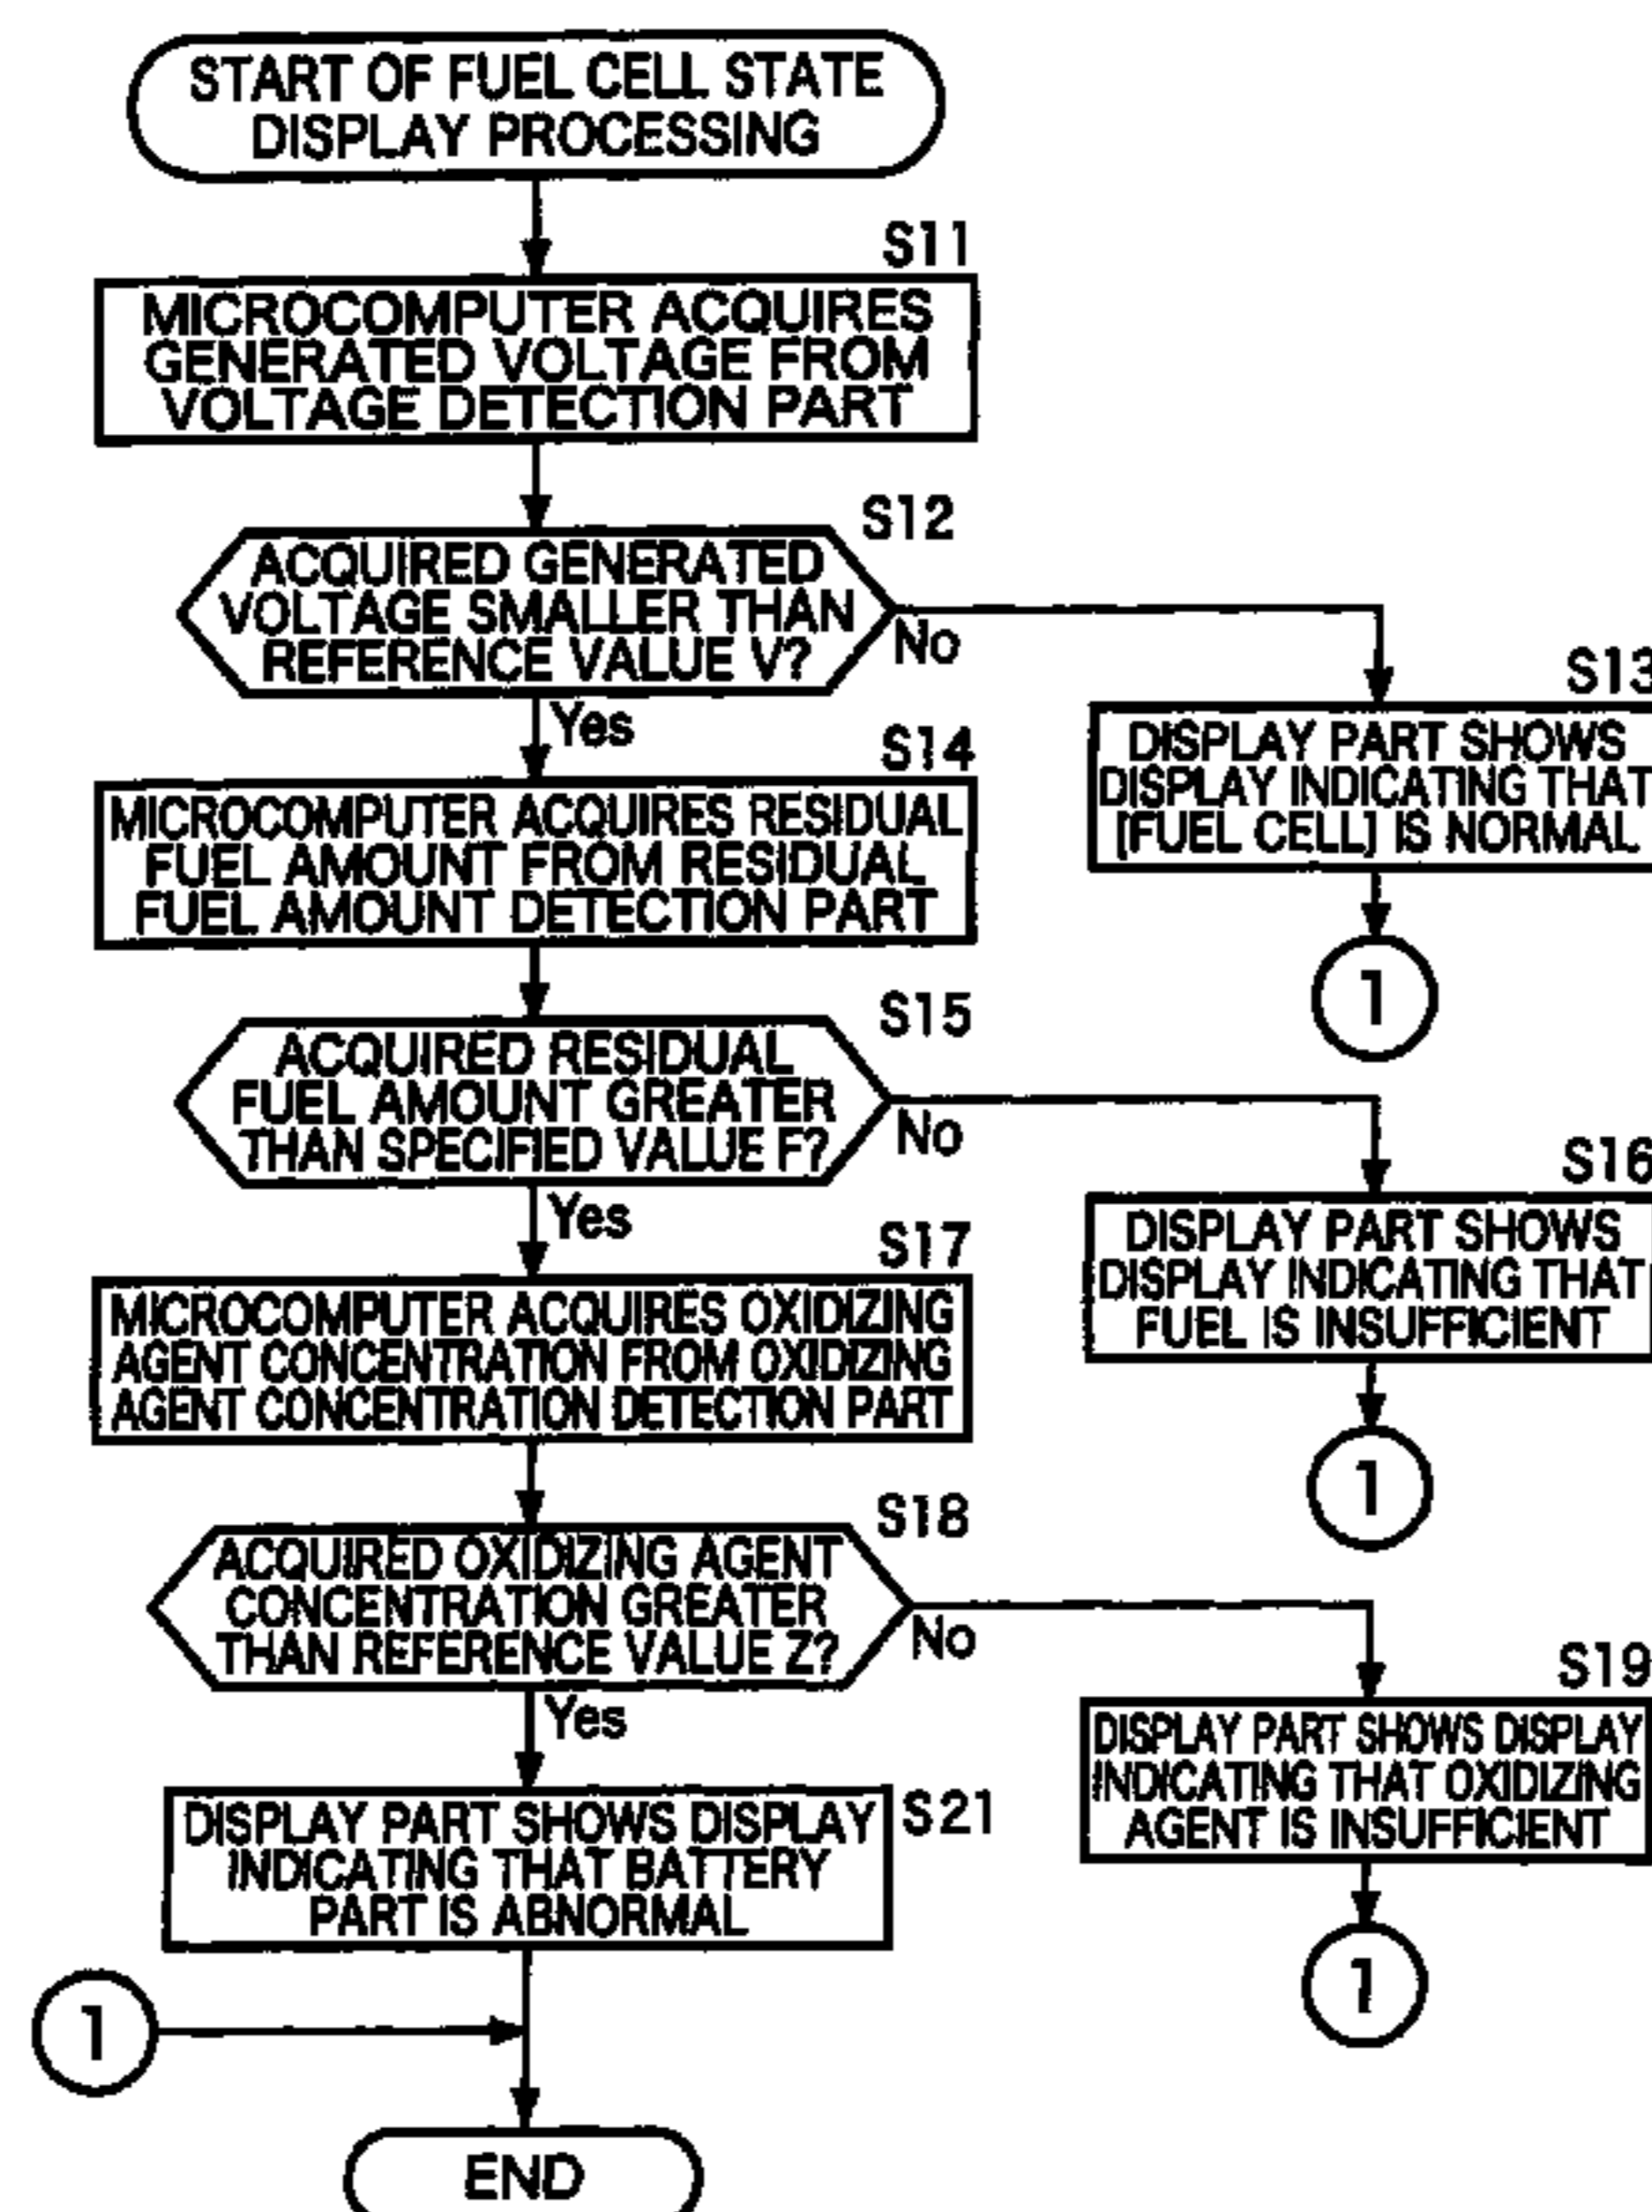 START OF FUEL CELL STATE
DISPLAY PROCESSING
S11
MICROCOMPUTER ACQUIRES
GENERATED VOLTAGE FROM
VOLTAGE DETECTION PART
S12
ACQUIRED GENERATED
VOLTAGE SMALLER THAN
REFERENCE VALUE V?
No
Yes
S13
DISPLAY PART SHOWS
DISPLAY INDICATING THAT
[FUEL CELL] IS NORMAL
1
S14
MICROCOMPUTER ACQUIRES RESIDUAL
FUEL AMOUNT FROM RESIDUAL
FUEL AMOUNT DETECTION PART
S15
ACQUIRED RESIDUAL
FUEL AMOUNT GREATER
THAN SPECIFIED VALUE F?
No
Yes
S16
DISPLAY PART SHOWS
DISPLAY INDICATING THAT
FUEL IS INSUFFICIENT
1
S17
MICROCOMPUTER ACQUIRES OXIDIZING
AGENT CONCENTRATION FROM OXIDIZING
AGENT CONCENTRATION DETECTION PART
S18
ACQUIRED OXIDIZING AGENT
CONCENTRATION GREATER
THAN REFERENCE VALUE Z?
No
Yes
S19
DISPLAY PART SHOWS DISPLAY
INDICATING THAT OXIDIZING
AGENT IS INSUFFICIENT
1
S21
DISPLAY PART SHOWS DISPLAY
INDICATING THAT BATTERY
PART IS ABNORMAL
1
END